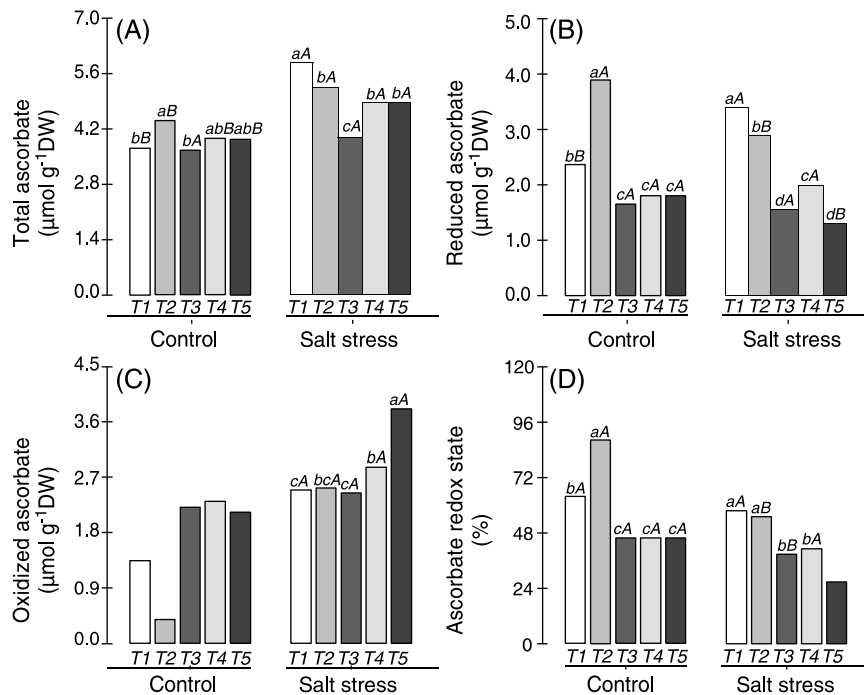 (A)
Total ascorbate
(µmol g⁻¹DW)
7.0
5.6
4.2
2.8
1.4
0.0
bB aB bA abB abB
aA bA cA bA bA
T1 T2 T3 T4 T5
T1 T2 T3 T4 T5
Control
Salt stress
(B)
Reduced ascorbate
(µmol g⁻¹DW)
5.0
4.0
3.0
2.0
1.0
0.0
bB aA cA cA cA
aA bB dA cA dB
T1 T2 T3 T4 T5
T1 T2 T3 T4 T5
Control
Salt stress
(C)
Oxidized ascorbate
(µmol g⁻¹DW)
4.5
3.6
2.7
1.8
0.9
0.0
cA bcA cA bA aA
T1 T2 T3 T4 T5
T1 T2 T3 T4 T5
Control
Salt stress
(D)
Ascorbate redox state
(%)
120
96
72
48
24
0
bA aA cA cA cA
aA aB bB bA
T1 T2 T3 T4 T5
T1 T2 T3 T4 T5
Control
Salt stress